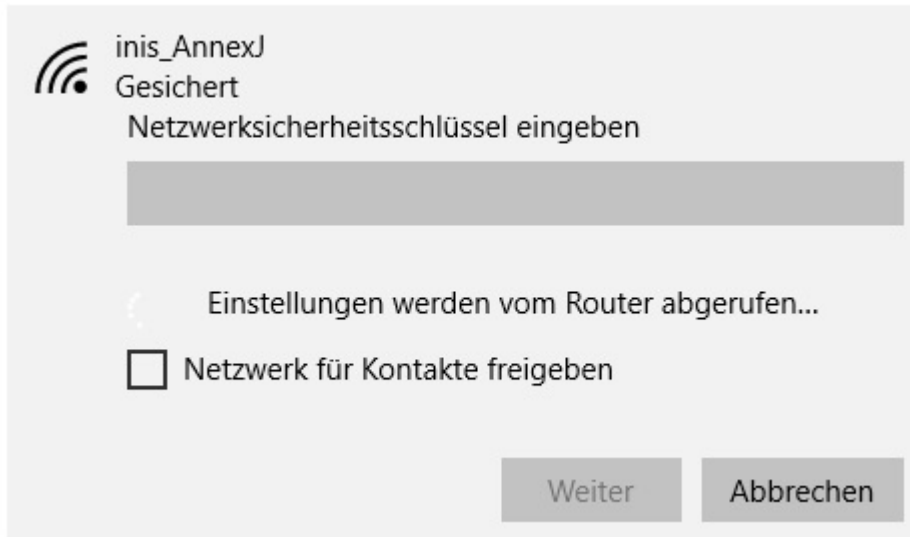 inis_AnnexJ
Gesichert
Netzwerksicherheitsschlüssel eingeben
Einstellungen werden vom Router abgerufen...
Netzwerk für Kontakte freigeben
Weiter
Abbrechen